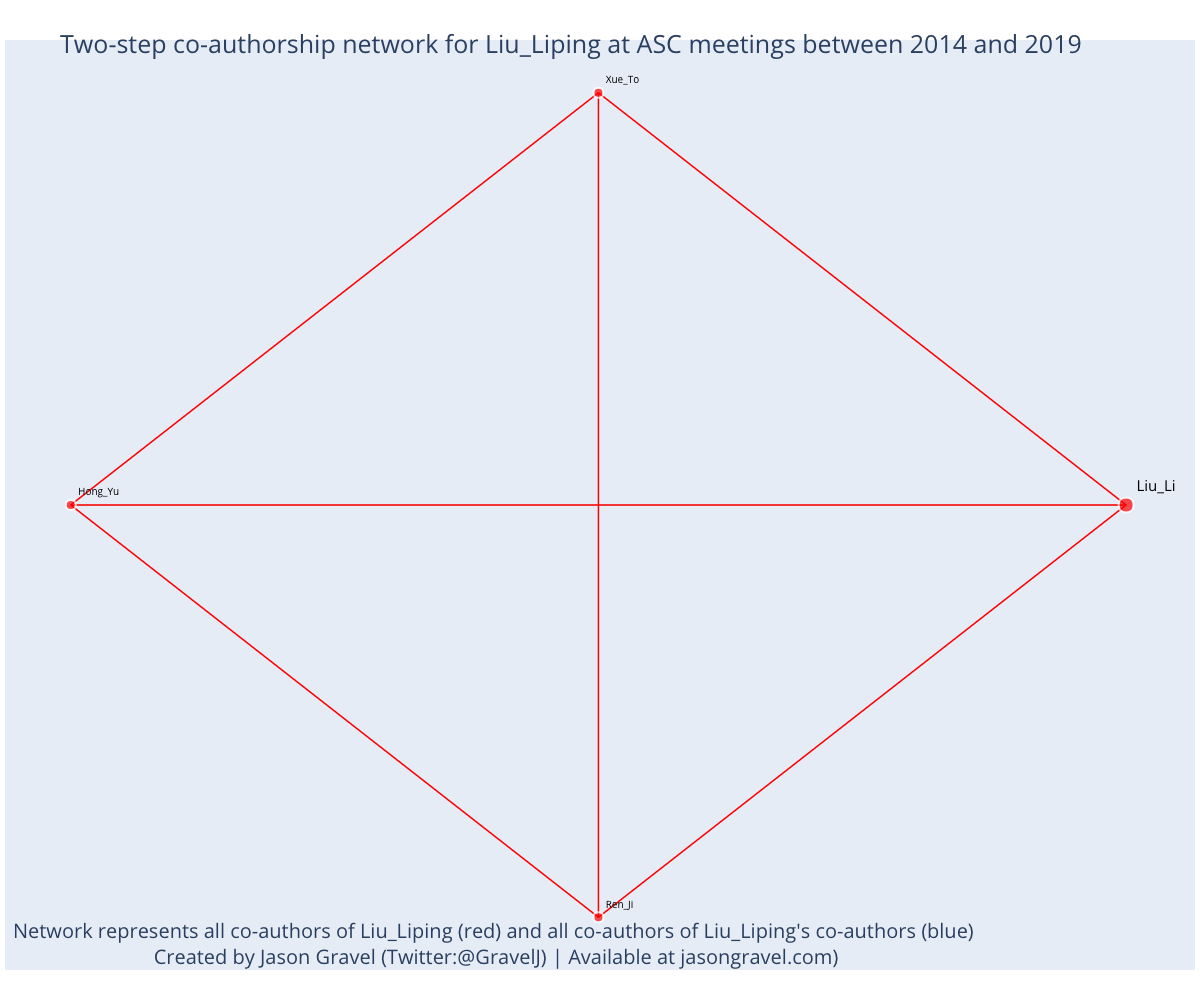 Two-step co-authorship network for Liu_Liping at ASC meetings between 2014 and 2019
Xue_To
Hong_Yu
Liu_Li
Ren_Ji
Network represents all co-authors of Liu_Liping (red) and all co-authors of Liu_Liping's co-authors (blue)
Created by Jason Gravel (Twitter:@GravelJ) | Available at jasongravel.com)